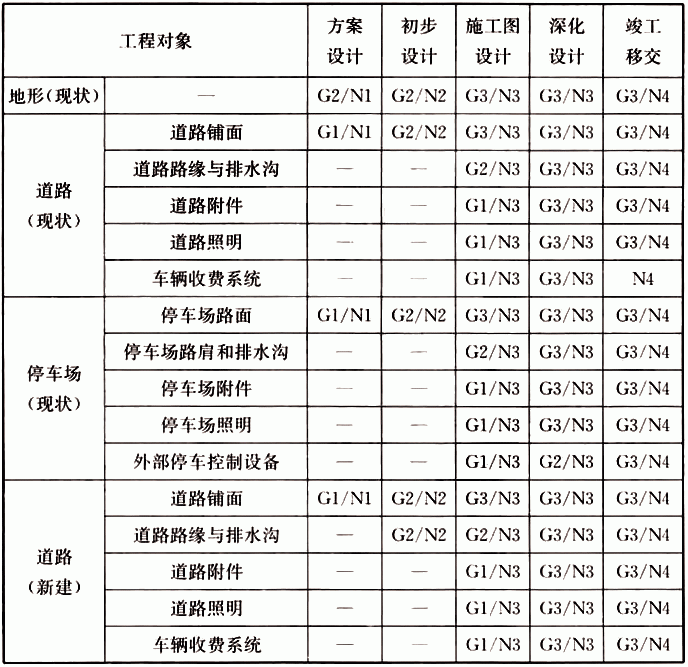 工程对象 方案设计 初步设计 施工图设计 深化设计 竣工移交
地形(现状) — G2/N1 G2/N2 G3/N3 G3/N3 G3/N4
道路(现状) 道路铺面 G1/N1 G2/N2 G3/N3 G3/N3 G3/N4
道路路缘与排水沟 — — G2/N3 G3/N3 G3/N4
道路附件 — — G1/N3 G3/N3 G3/N4
道路照明 — — G1/N3 G3/N3 G3/N4
车辆收费系统 — — G1/N3 G3/N3 N4
停车场(现状) 停车场路面 G1/N1 G2/N2 G3/N3 G3/N3 G3/N4
停车场路肩和排水沟 — — G2/N3 G3/N3 G3/N4
停车场附件 — — G1/N3 G3/N3 G3/N4
停车场照明 — — G1/N3 G3/N3 G3/N4
外部停车控制设备 — — G1/N3 G2/N3 G3/N4
道路(新建) 道路铺面 G1/N1 G2/N2 G3/N3 G3/N3 G3/N4
道路路缘与排水沟 — G2/N2 G2/N3 G3/N3 G3/N4
道路附件 — — G1/N3 G3/N3 G3/N4
道路照明 — — G1/N3 G3/N3 G3/N4
车辆收费系统 — — G1/N3 G3/N3 G3/N4